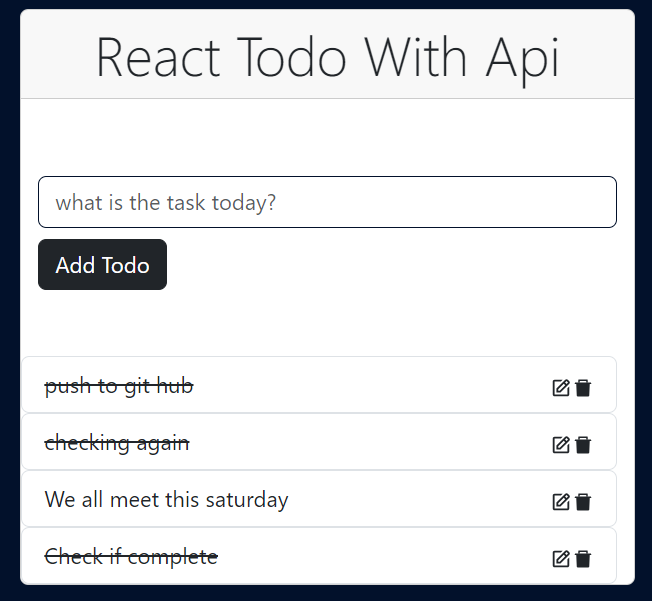 React Todo With Api
what is the task today?
Add Todo
push to git hub
checking again
We all meet this saturday
Check if complete